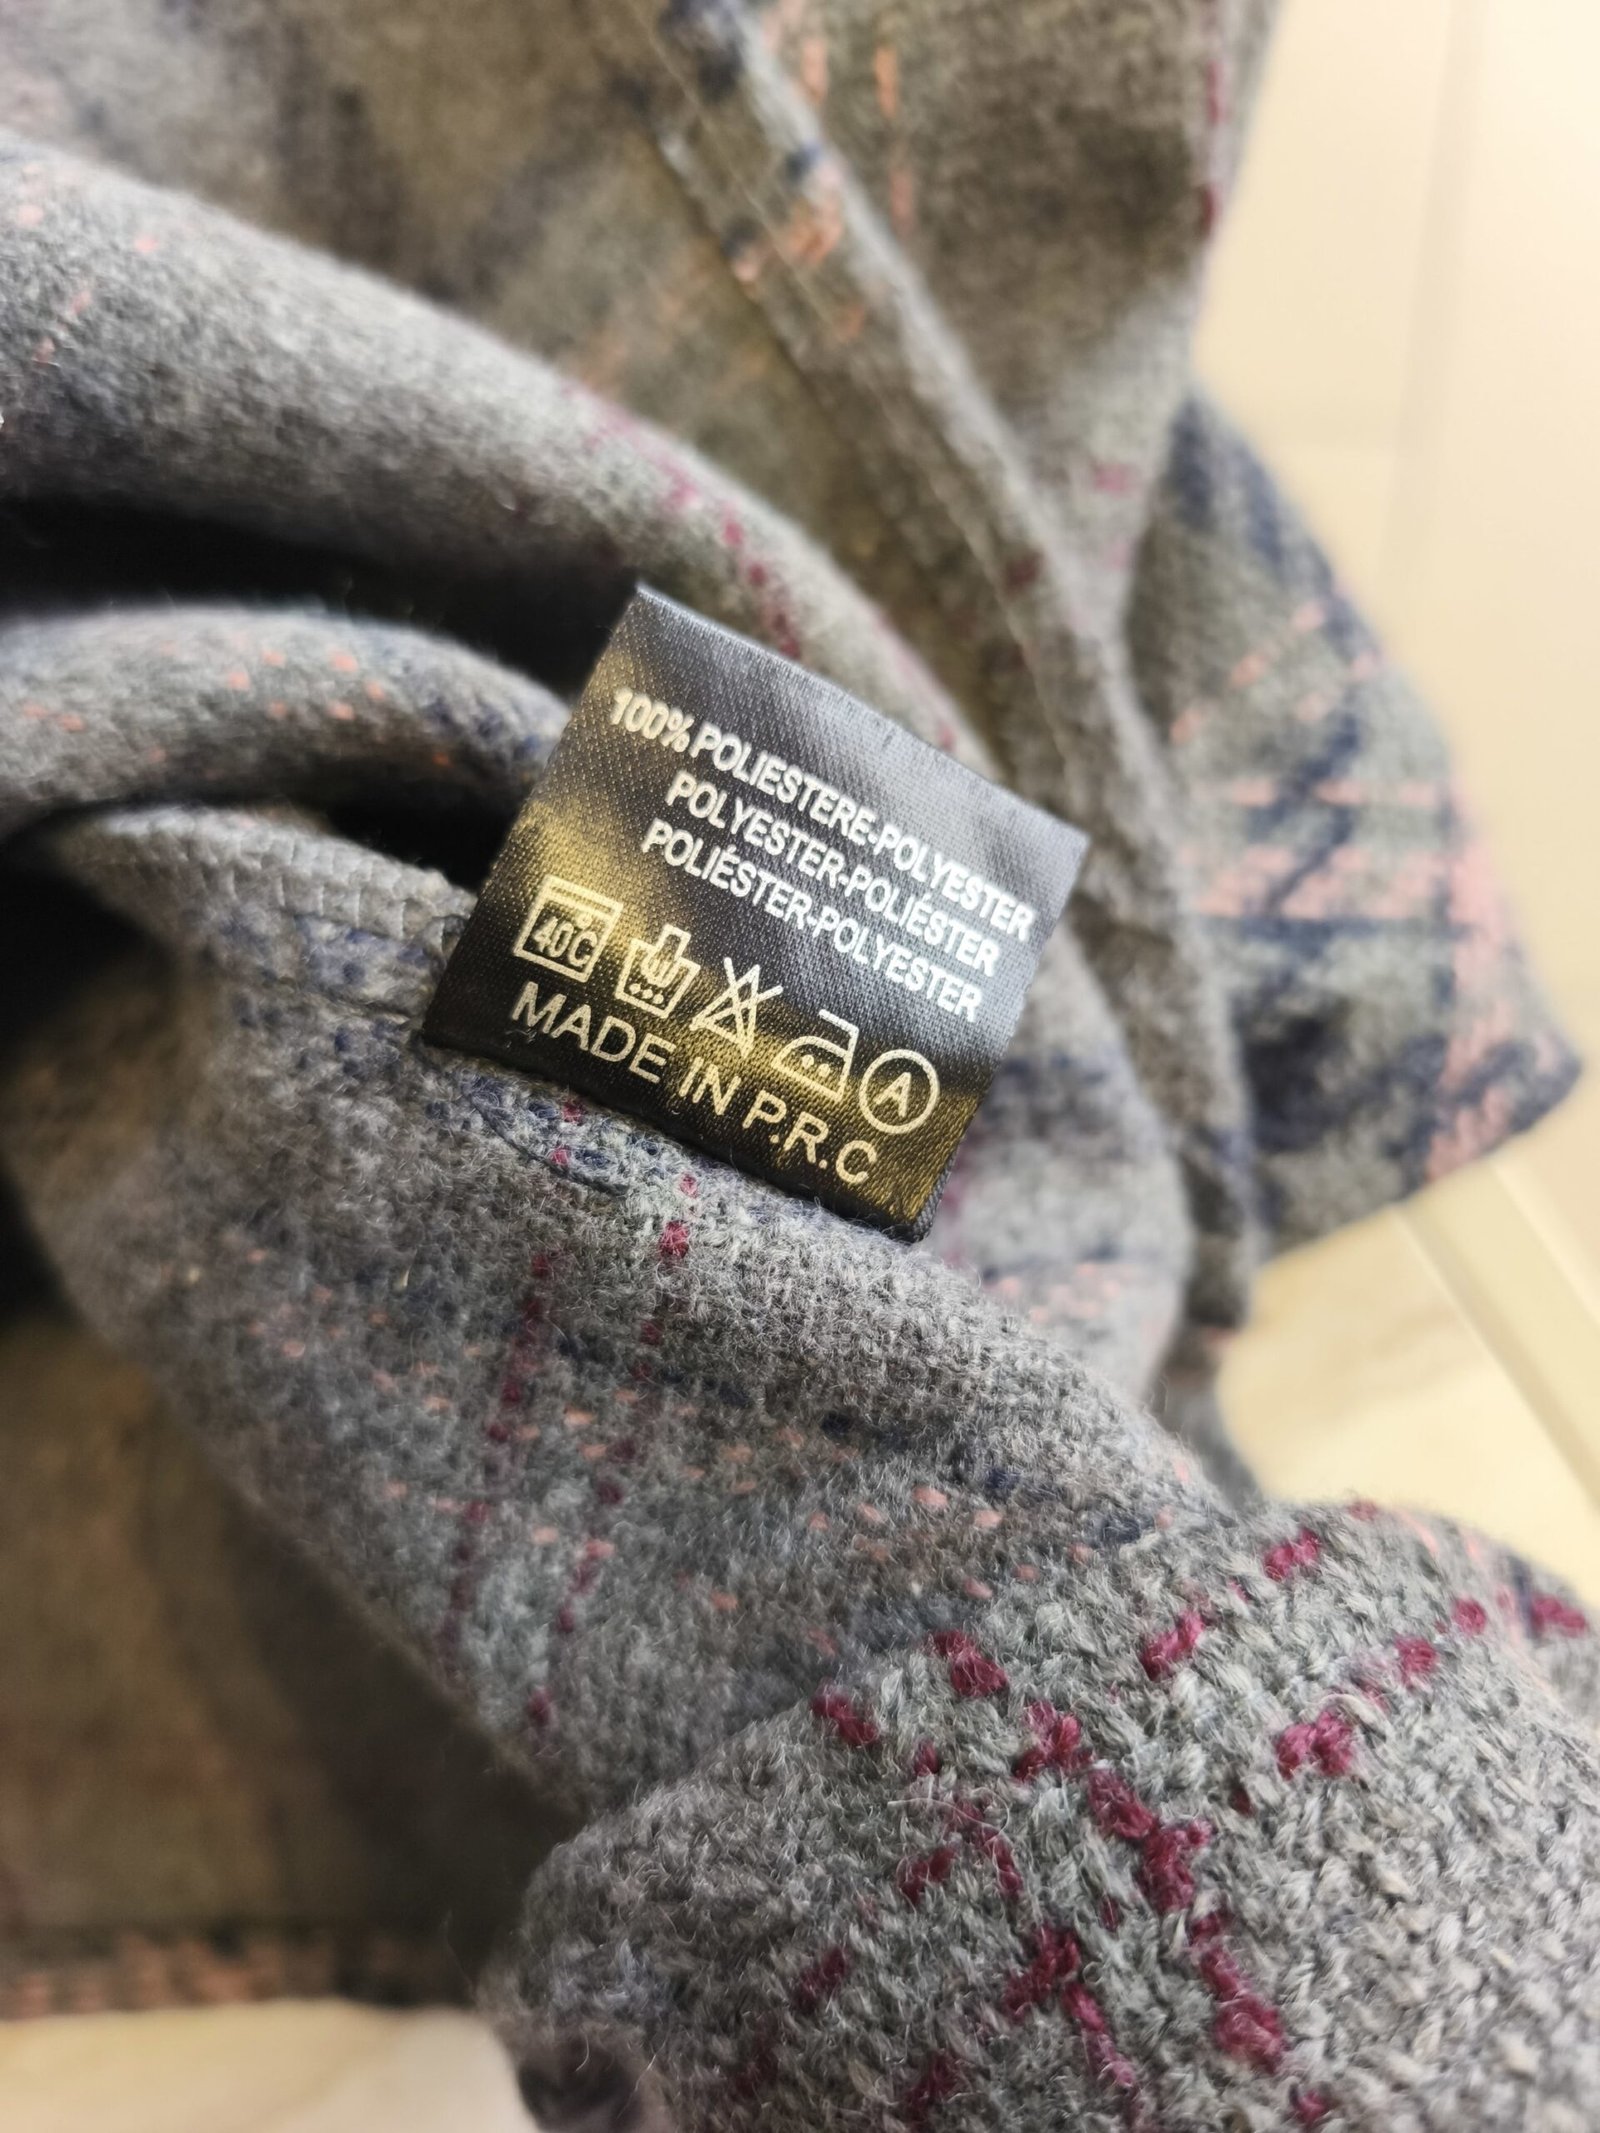 100% POLIESTERE-POLYESTER
POLYESTER-POLIÉSTER
POLIÉSTER-POLYESTER
40°C
A
MADE IN P.R.C